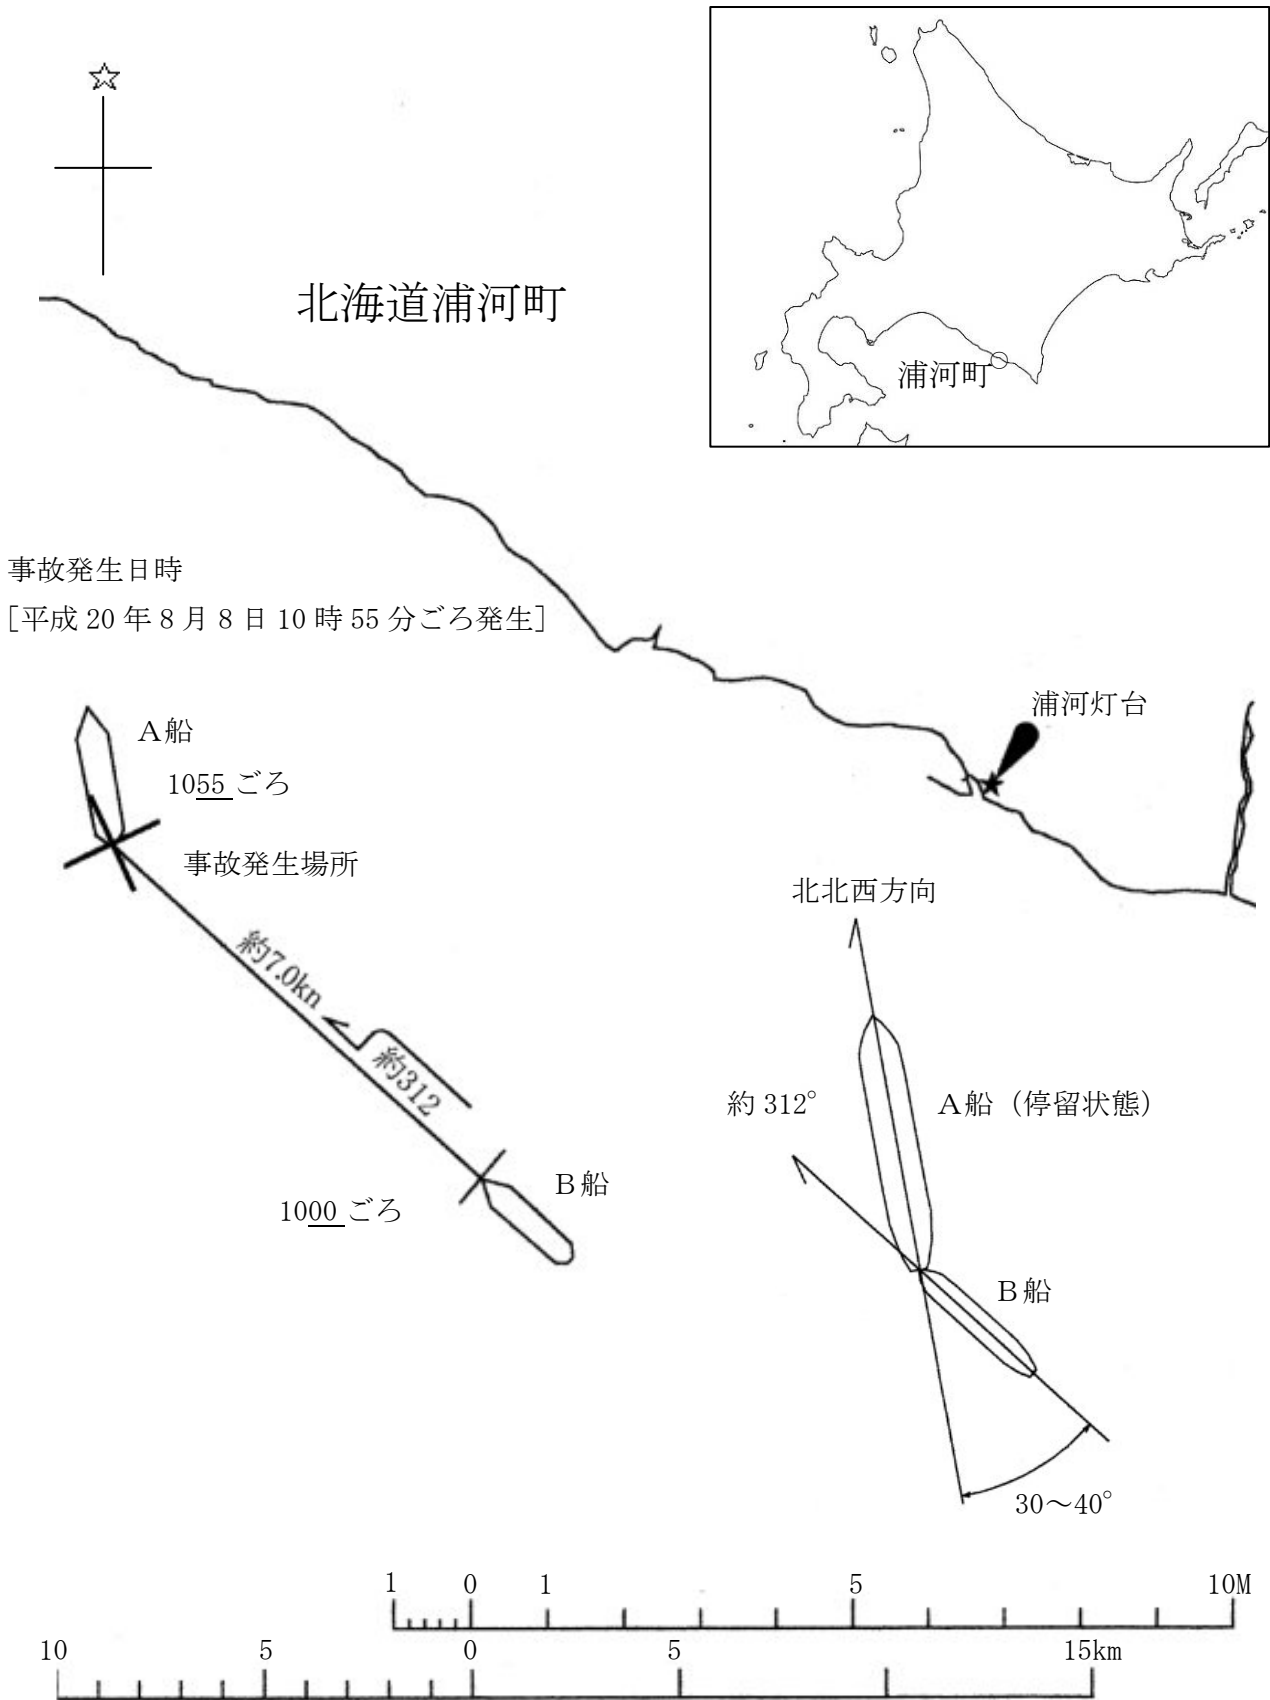 北海道浦河町
浦河町
事故発生日時
[平成 20 年 8 月 8 日 10 時 55 分ごろ発生]
浦河灯台
A船
1055 ごろ
事故発生場所
北北西方向
約7.0kn
約312
約 312°
A船 (停留状態)
B船
1000 ごろ
B船
30~40°
1 0 1 5 10M
10 5 0 5 15km